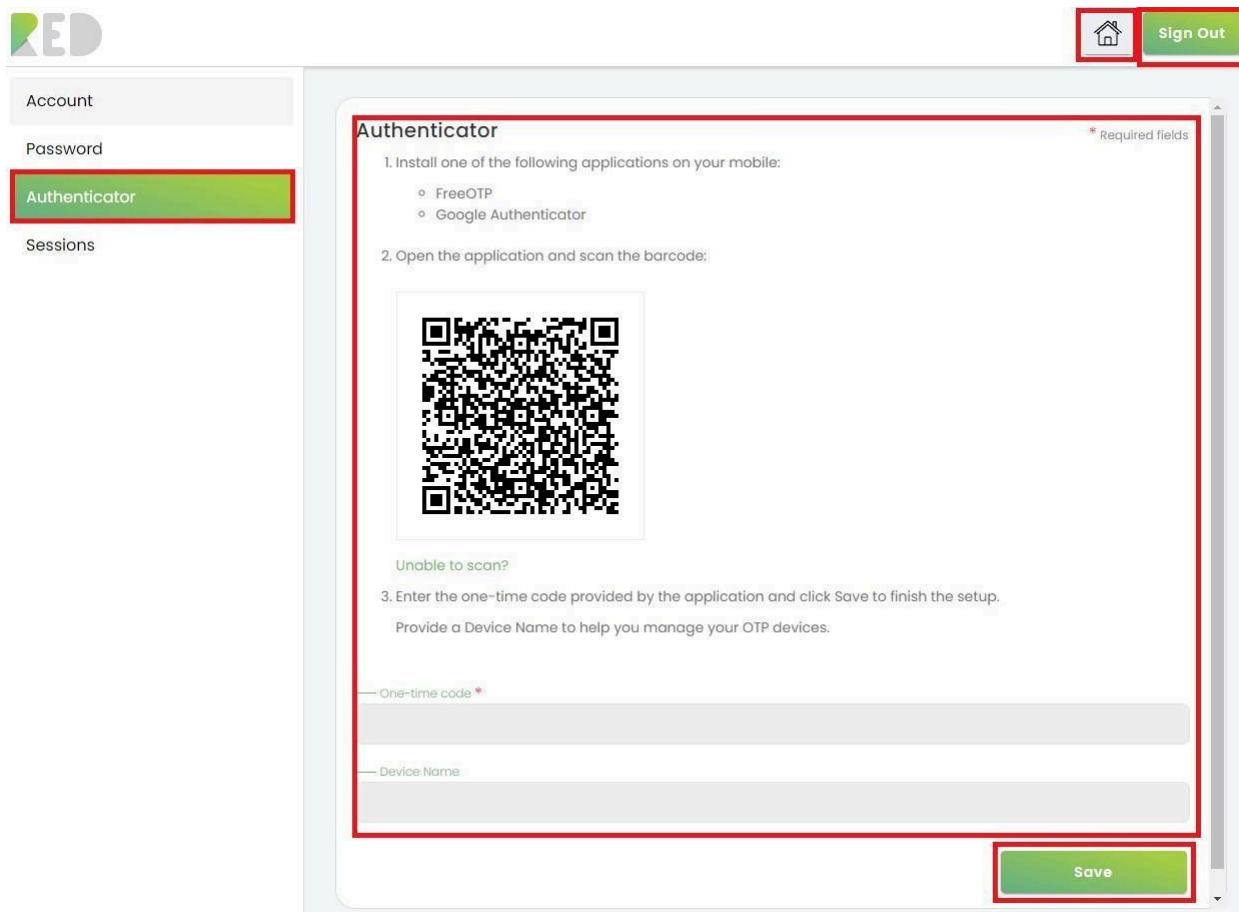 RED
Sign Out
Account
Password
Authenticator
Sessions
Authenticator
* Required fields
1. Install one of the following applications on your mobile:
FreeOTP
Google Authenticator
2. Open the application and scan the barcode:
Unable to scan?
3. Enter the one-time code provided by the application and click Save to finish the setup.
Provide a Device Name to help you manage your OTP devices.
One-time code *
Device Name
Save